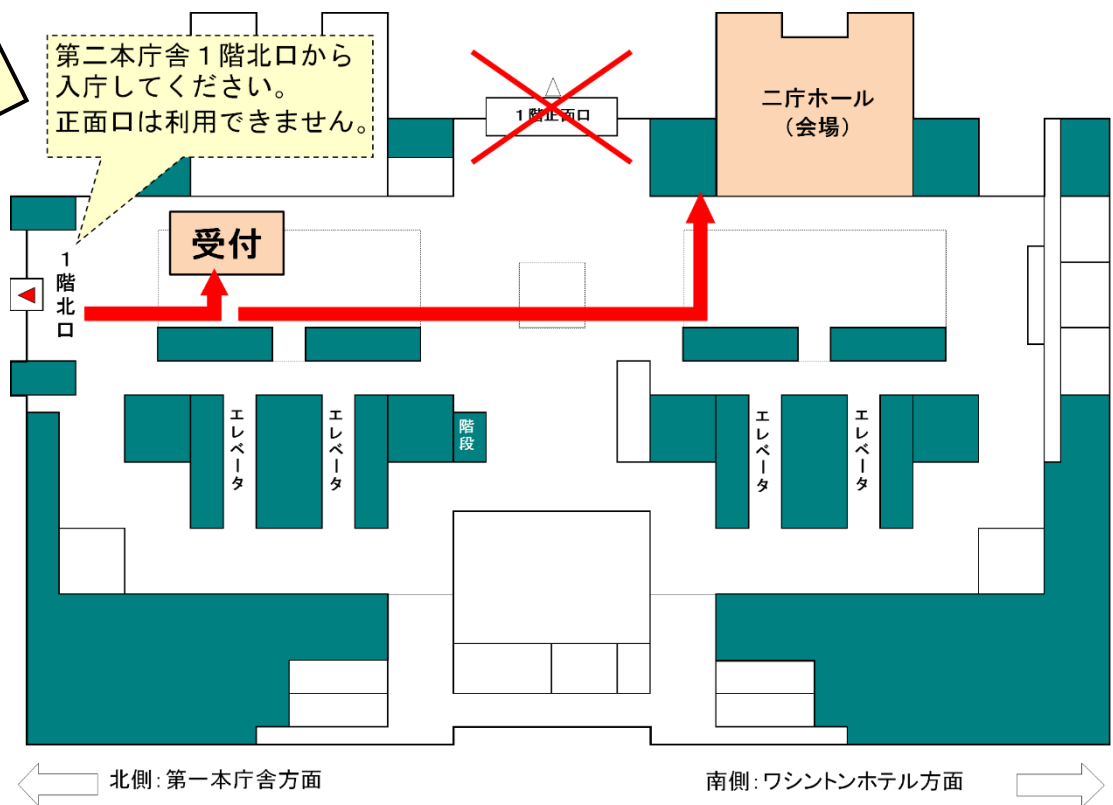 第二本庁舎１階北口から
入庁してください。
正面口は利用できません。
１階正面口
二庁ホール
（会場）
受付
１階北口
エレベータ
エレベータ
階段
エレベータ
エレベータ
北側：第一本庁舎方面
南側：ワシントンホテル方面